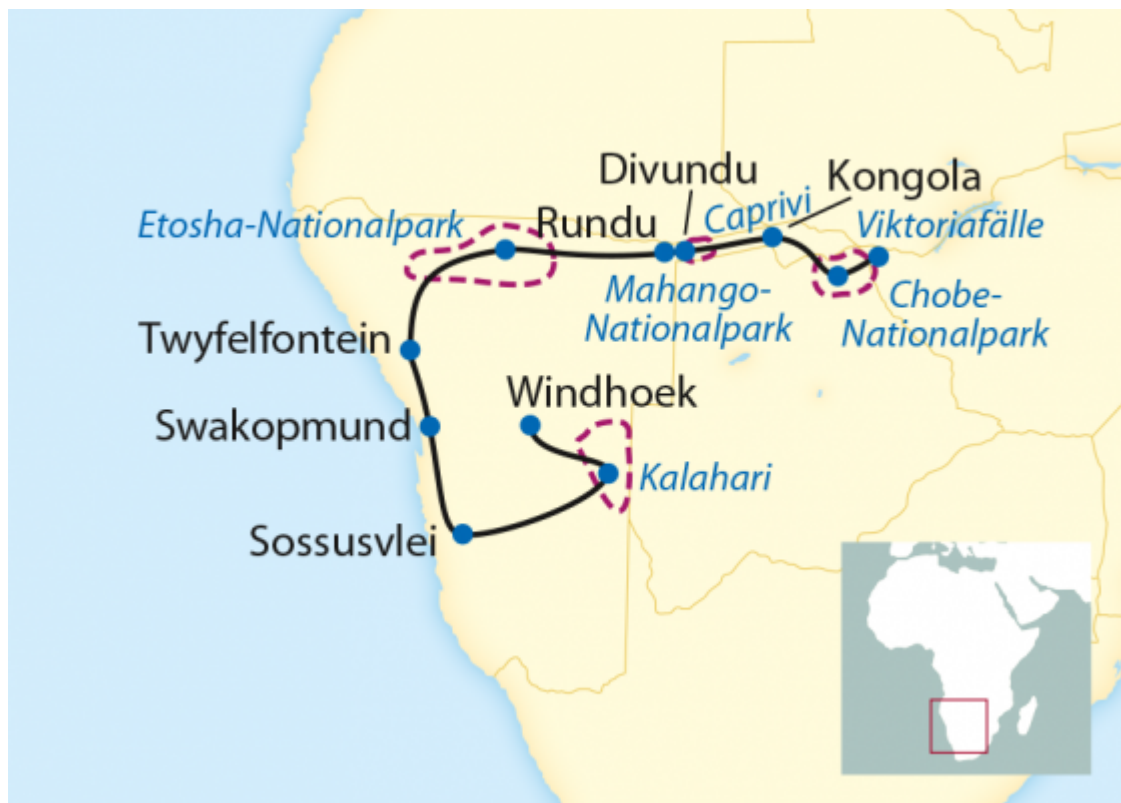 Divundu
Kongola
Caprivi
Etosha-Nationalpark
Rundu
Viktoriafälle
Mahango-
Nationalpark
Chobe-
Nationalpark
Twyfelfontein
Windhoek
Swakopmund
Kalahari
Sossusvlei